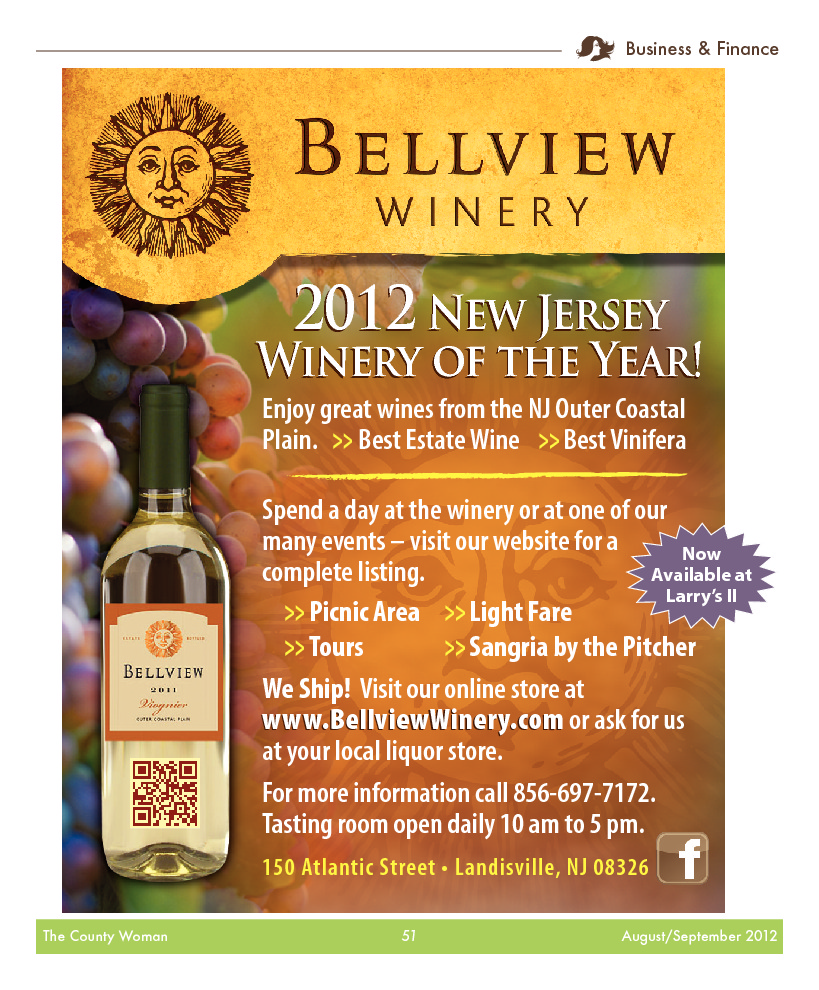 Business & Finance
BELLVIEW
WINERY
2012 NEW JERSEY
WINERY OF THE YEAR!
Enjoy great wines from the NJ Outer Coastal
Plain. >> Best Estate Wine >> Best Vinifera
Spend a day at the winery or at one of our
many events – visit our website for a
complete listing.
Now
Available at
Larry's II
>> Picnic Area >> Light Fare
>> Tours >> Sangria by the Pitcher
We Ship! Visit our online store at
www.BellviewWinery.com or ask for us
at your local liquor store.
For more information call 856-697-7172.
Tasting room open daily 10 am to 5 pm.
150 Atlantic Street • Landisville, NJ 08326
f
ESTATE BOTTLED
BELLVIEW
2011
Viognier
OUTER COASTAL PLAIN
The County Woman 51 August/September 2012